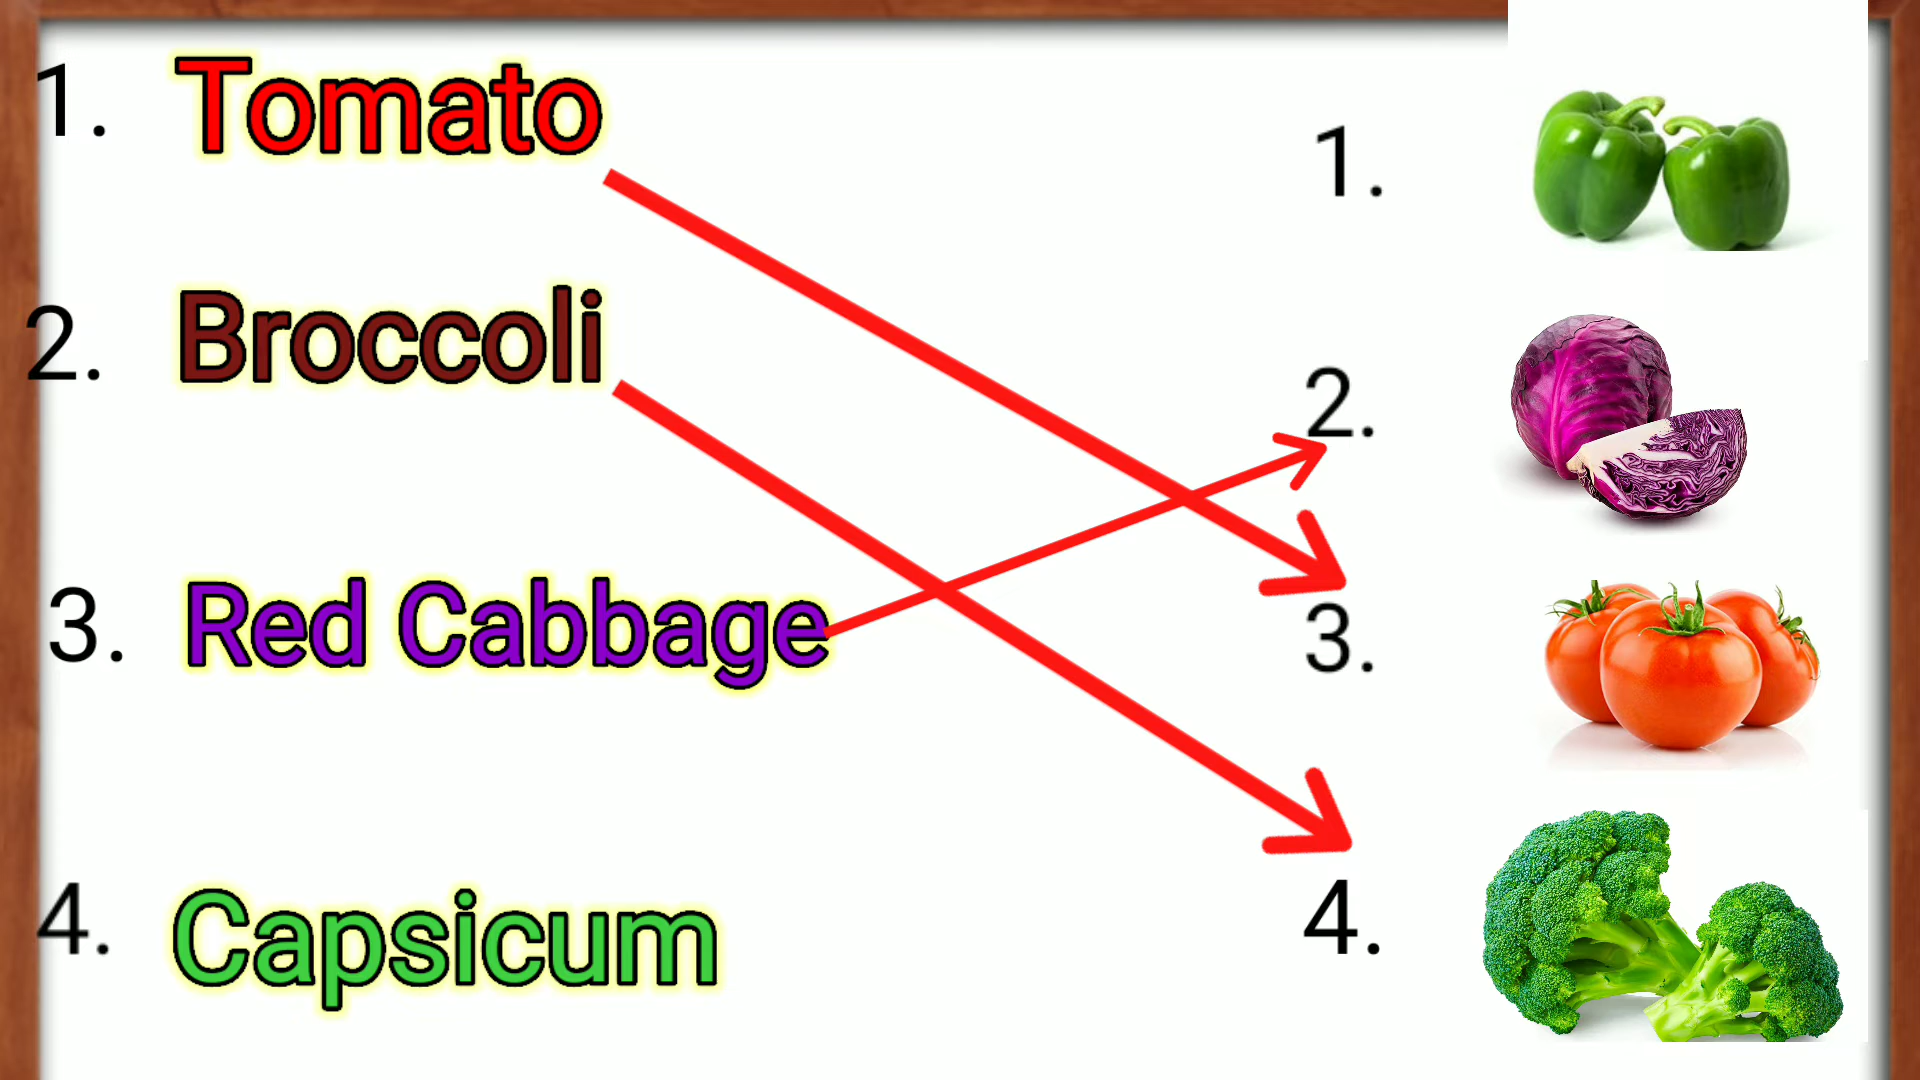 1. Tomato
2. Broccoli
3. Red Cabbage
4. Capsicum
1.
2.
3.
4.